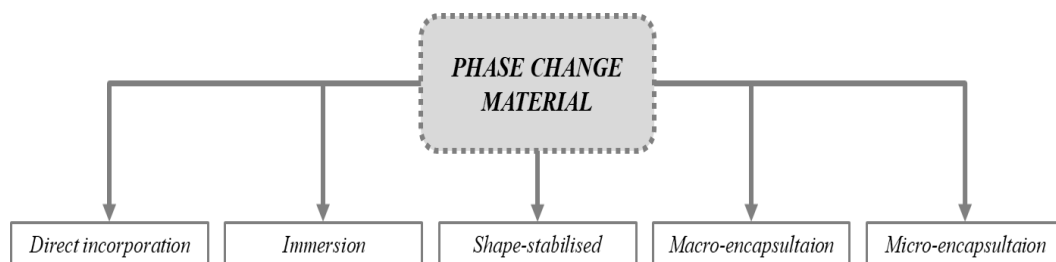 PHASE CHANGE
MATERIAL
Direct incorporation
Immersion
Shape-stabilised
Macro-encapsultaion
Micro-encapsultaion